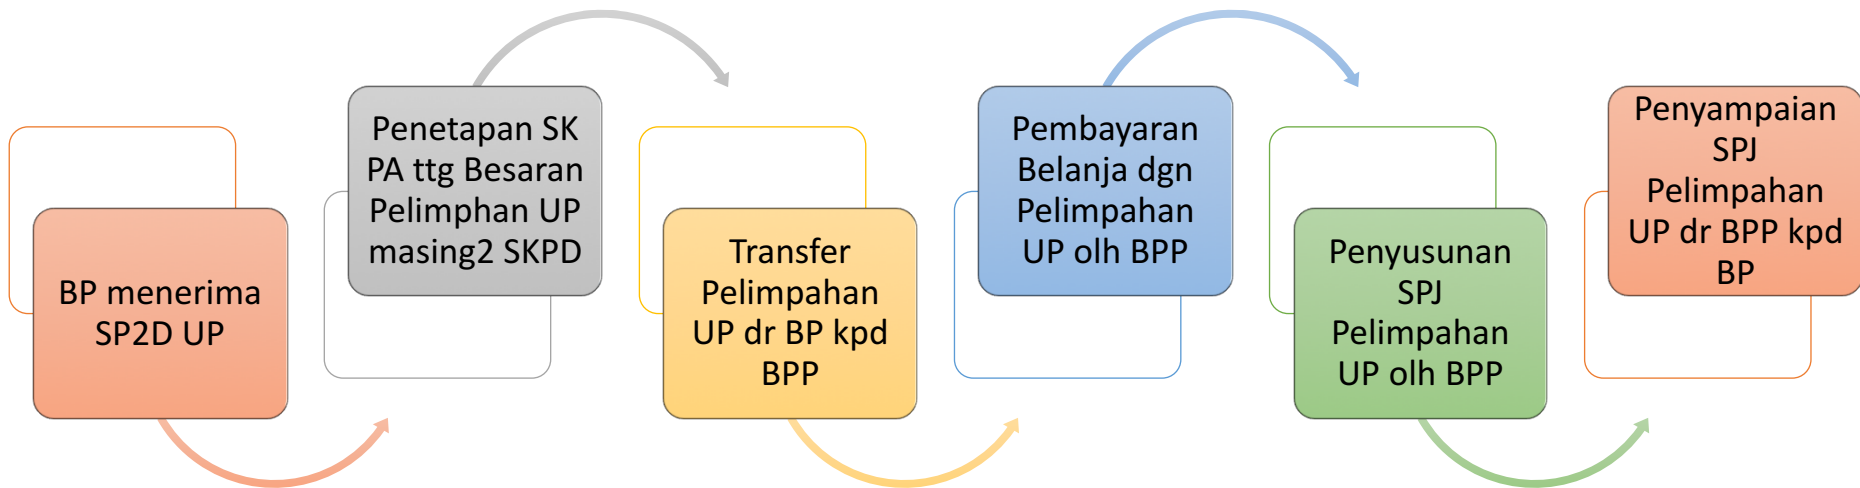 BP menerima
SP2D UP
Penetapan SK
PA ttg Besaran
Pelimphan UP
masing2 SKPD
Transfer
Pelimpahan
UP dr BP kpd
BPP
Pembayaran
Belanja dgn
Pelimpahan
UP olh BPP
Penyusunan
SPJ
Pelimpahan
UP olh BPP
Penyampaian
SPJ
Pelimpahan
UP dr BPP kpd
BP